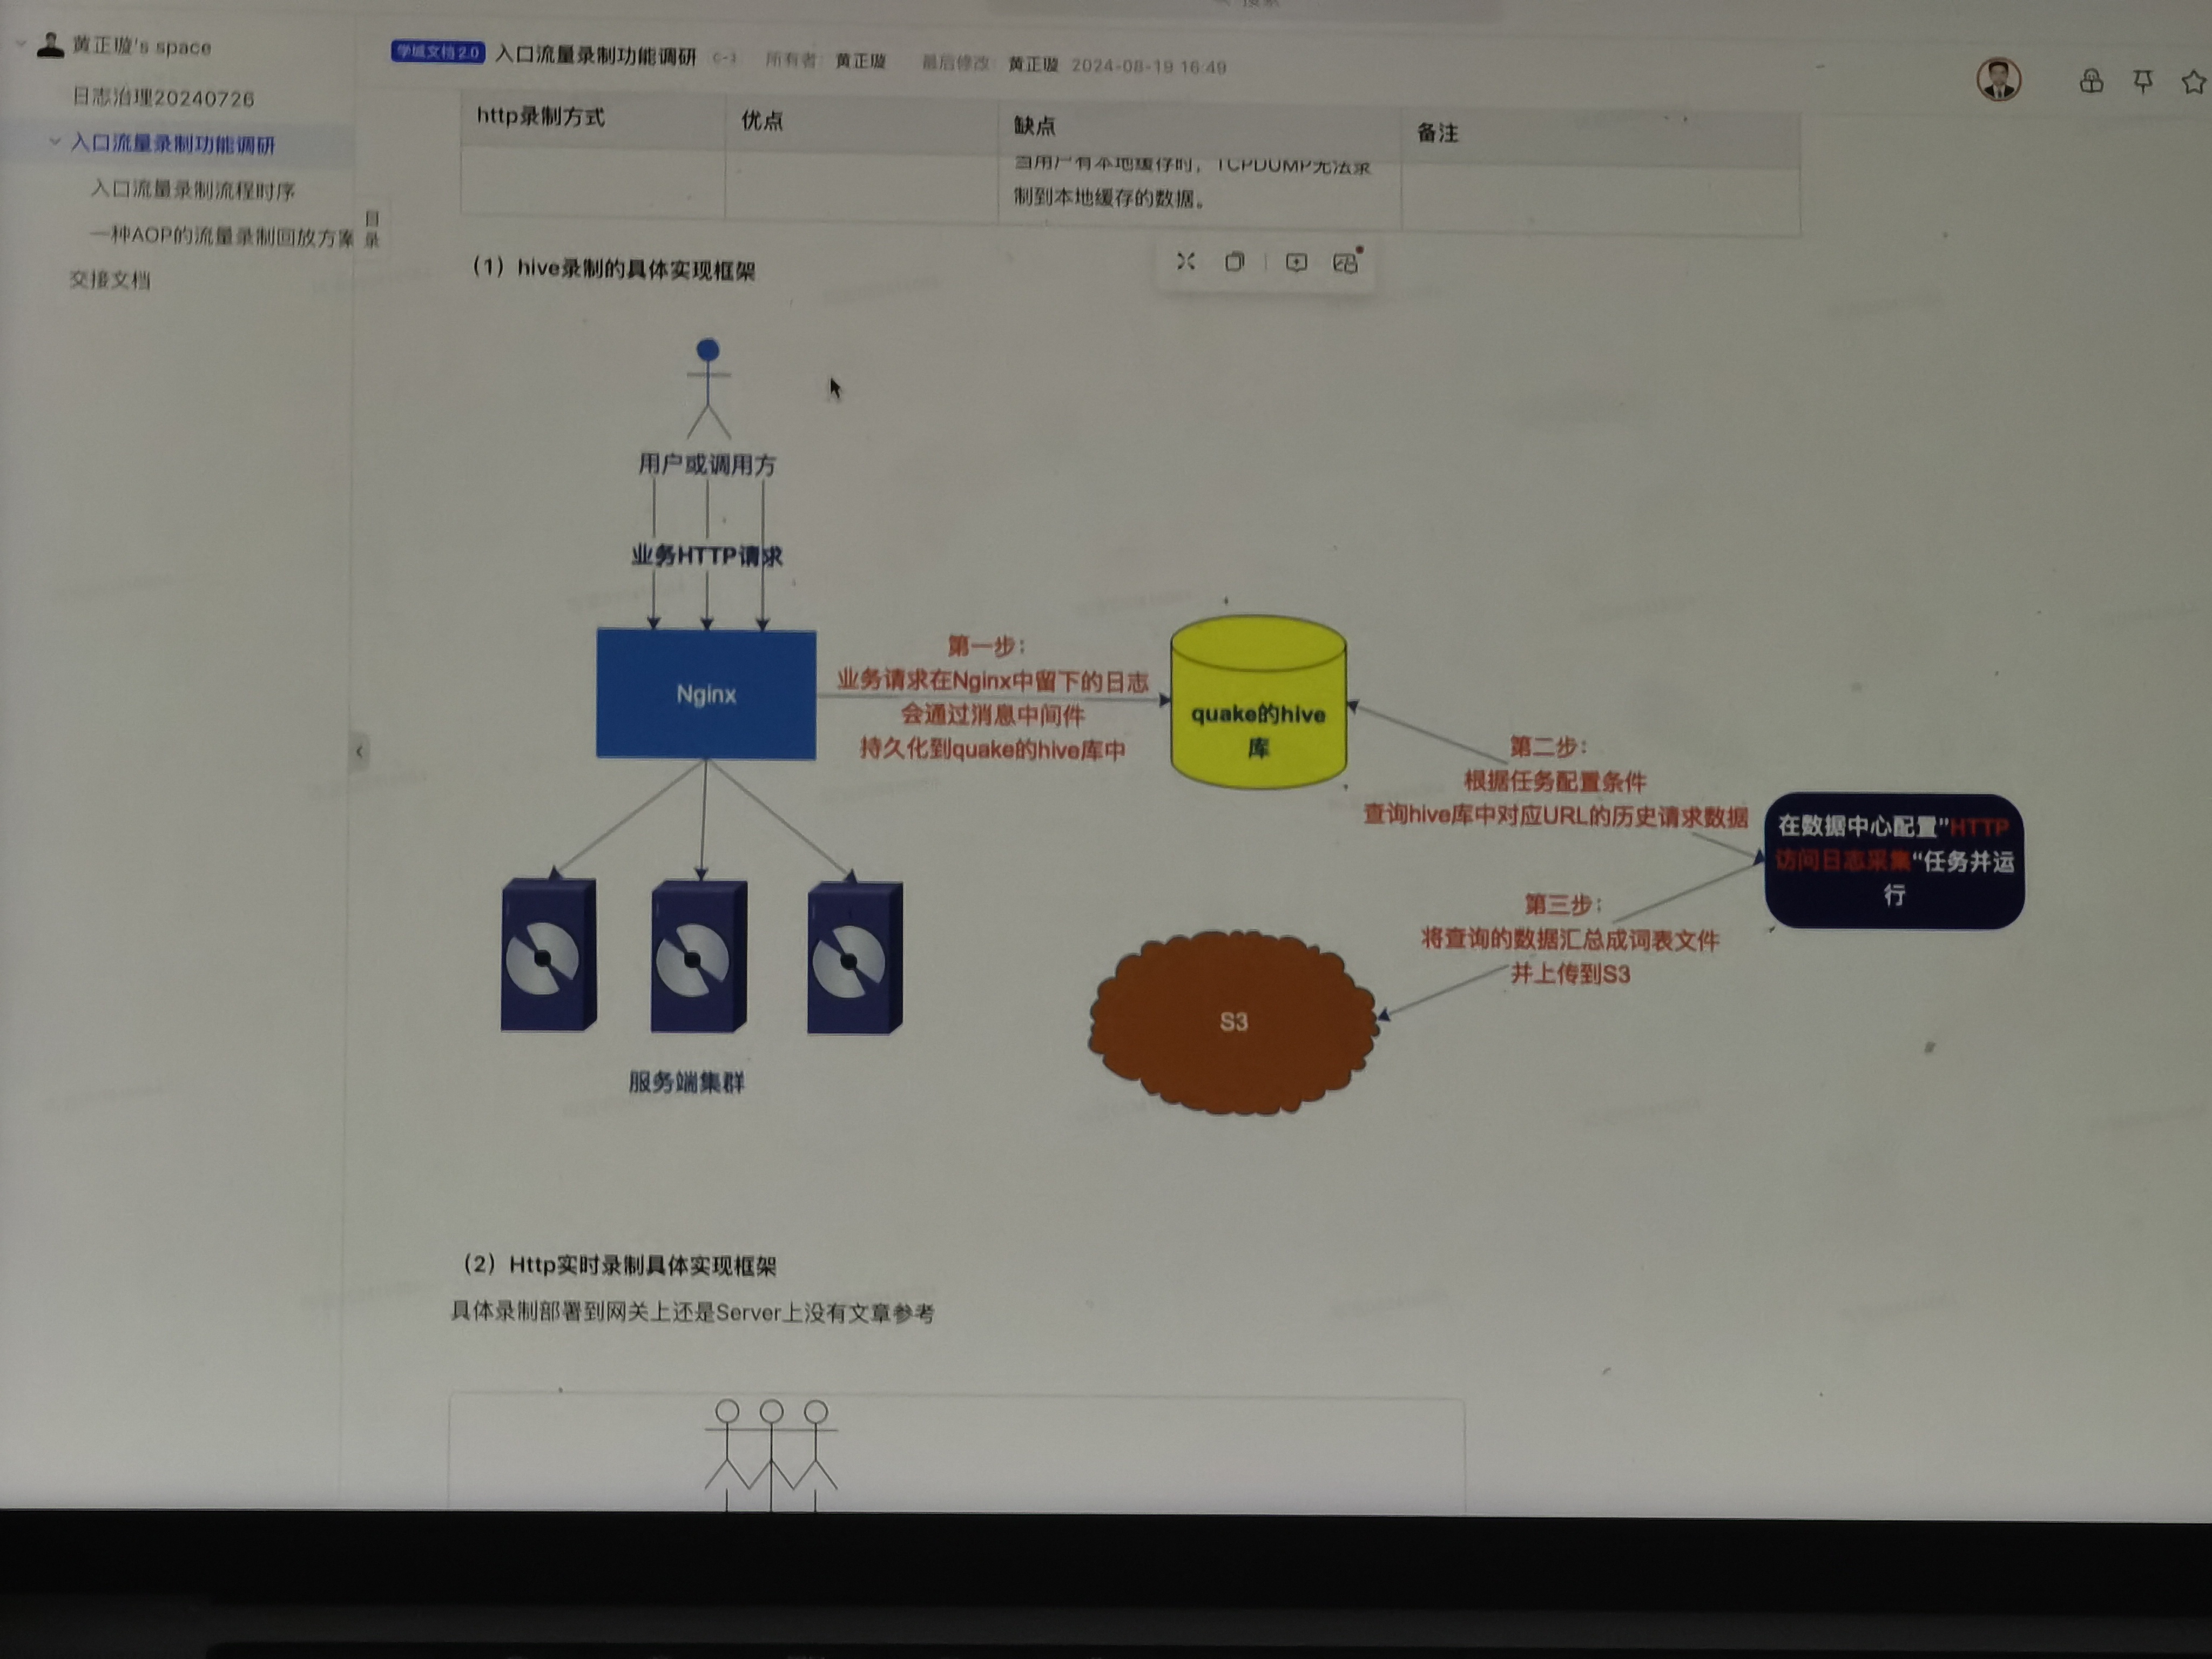 黄正璇's space
日志治理20240726
入口流量录制功能调研
入口流量录制流程时序
一种AOP的流量录制回放方案
交接文档
目录
学城文档2.0 入口流量录制功能调研 C-3 所有者: 黄正璇 最后修改: 黄正璇 2024-08-19 16:49
http录制方式 优点 缺点 备注
当用户有本地缓存时，TCPDUMP无法录
制到本地缓存的数据。
（1）hive录制的具体实现框架
用户或调用方
业务HTTP请求
Nginx
第一步：
业务请求在Nginx中留下的日志
会通过消息中间件
持久化到quake的hive库中
quake的hive
库
第二步：
根据任务配置条件
查询hive库中对应URL的历史请求数据
在数据中心配置”HTTP
访问日志采集“任务并运
行
第三步：
将查询的数据汇总成词表文件
并上传到S3
S3
服务端集群
（2）Http实时录制具体实现框架
具体录制部署到网关上还是Server上没有文章参考